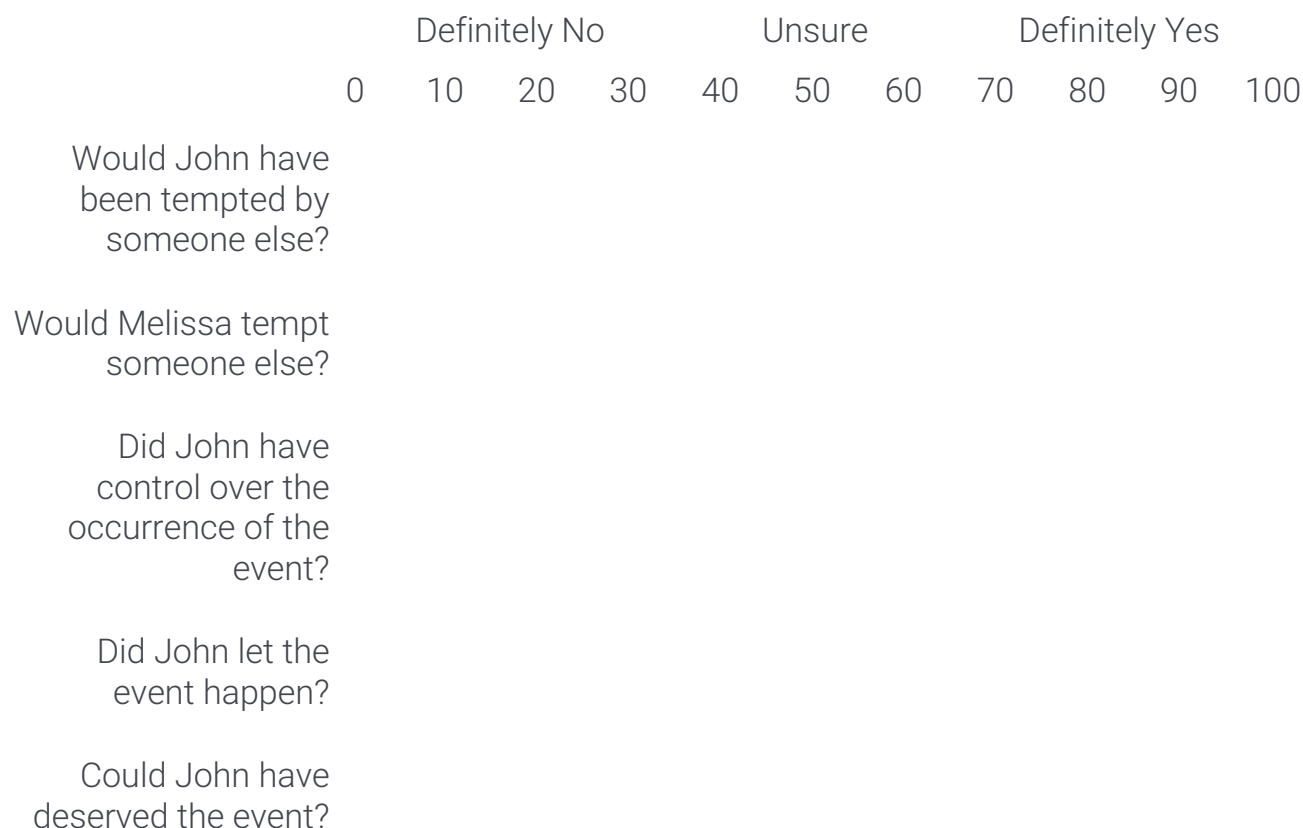 Definitely No Unsure Definitely Yes
0 10 20 30 40 50 60 70 80 90 100
Would John have
been tempted by
someone else?
Would Melissa tempt
someone else?
Did John have
control over the
occurrence of the
event?
Did John let the
event happen?
Could John have
deserved the event?